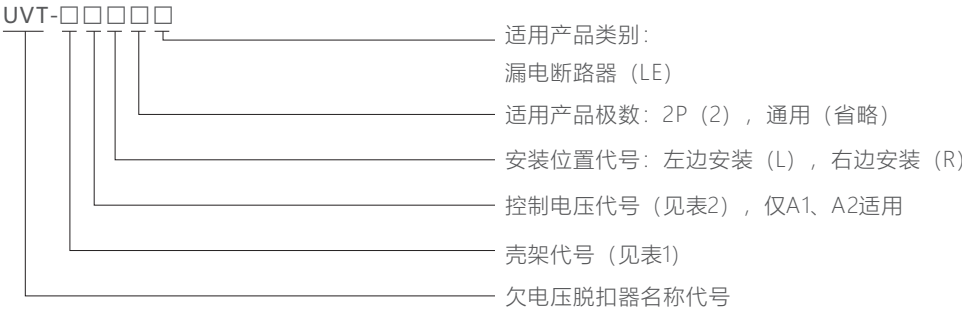 UVT-□□□□□
适用产品类别：
漏电断路器（LE）
适用产品极数：2P（2），通用（省略）
安装位置代号：左边安装（L），右边安装（R）
控制电压代号（见表2），仅A1、A2适用
壳架代号（见表1）
欠电压脱扣器名称代号